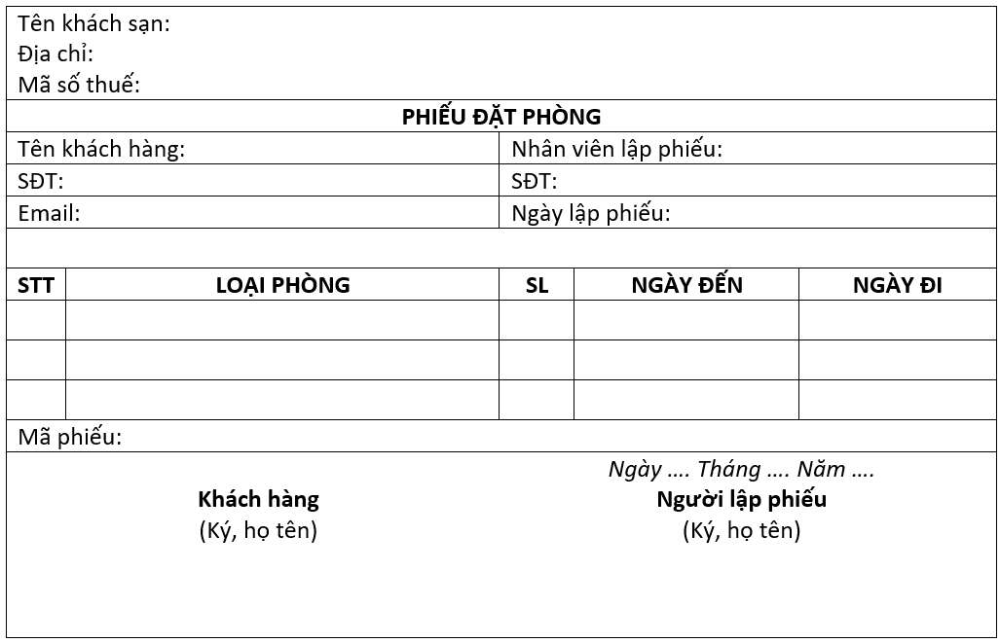 Tên khách sạn:
Địa chỉ:
Mã số thuế:
PHIẾU ĐẶT PHÒNG
Tên khách hàng: Nhân viên lập phiếu:
SĐT: SĐT:
Email: Ngày lập phiếu:
STT LOẠI PHÒNG SL NGÀY ĐẾN NGÀY ĐI
Mã phiếu:
Ngày .... Tháng .... Năm ....
Khách hàng Người lập phiếu
(Ký, họ tên) (Ký, họ tên)